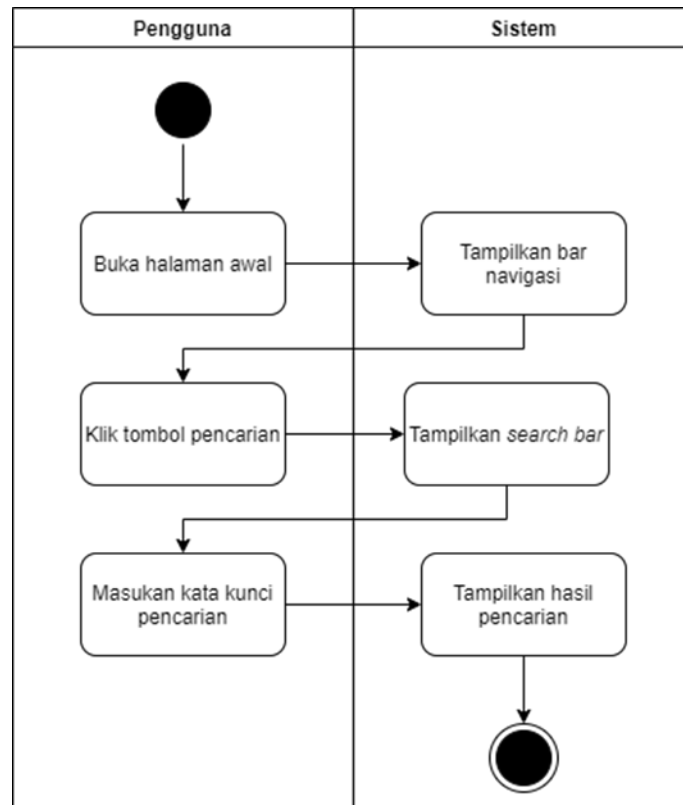 Pengguna
Sistem
Buka halaman awal
Tampilkan bar
navigasi
Klik tombol pencarian
Tampilkan search bar
Masukan kata kunci
pencarian
Tampilkan hasil
pencarian